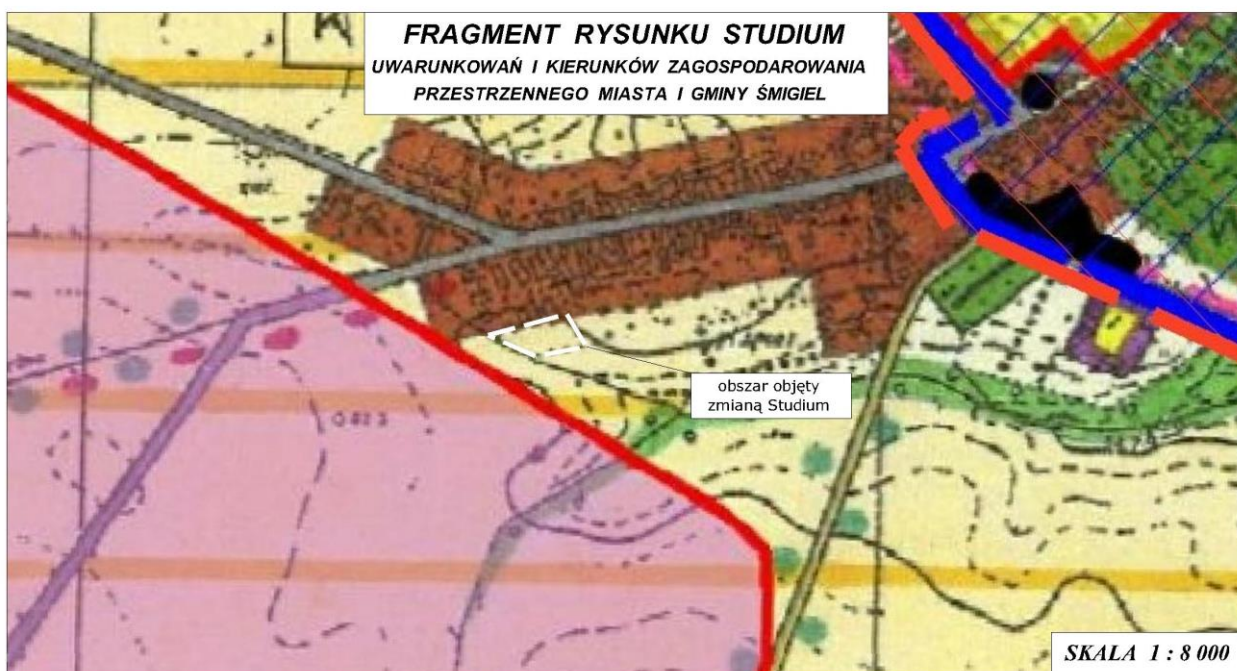 FRAGMENT RYSUNKU STUDIUM
UWARUNKOWAŃ I KIERUNKÓW ZAGOSPODAROWANIA
PRZESTRZENNEGO MIASTA I GMINY ŚMIGIEL
obszar objęty
zmianą Studium
SKALA 1 : 8 000